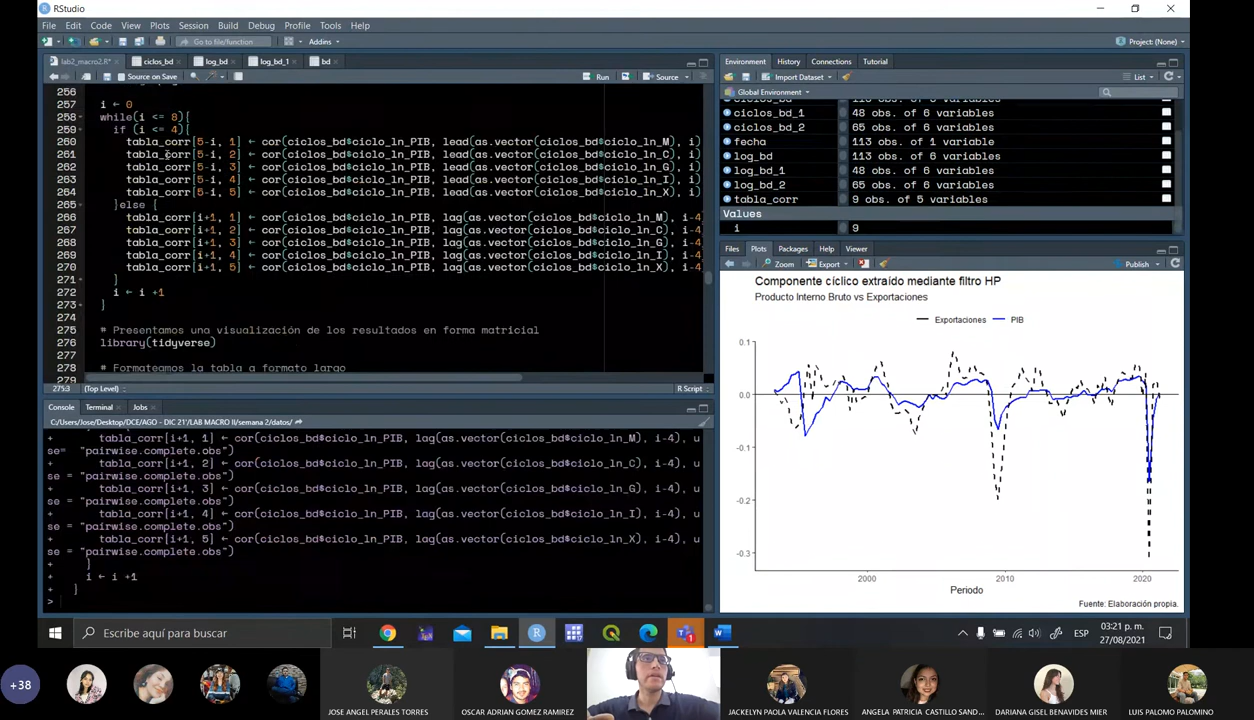 RStudio
File Edit Code View Plots Session Build Debug Profile Tools Help
Go to file/function Addins Project: (None)
lab2_macro2.R* ciclos_bd log_bd log_bd_1 bd
Source on Save Run Source
256
257 i ← 0
258 while(i <= 8){
259 if (i <= 4){
260 tabla_corr[5-i, 1] ← cor(ciclos_bd$ciclo_ln_PIB, lead(as.vector(ciclos_bd$ciclo_ln_M), i)
261 tabla_corr[5-i, 2] ← cor(ciclos_bd$ciclo_ln_PIB, lead(as.vector(ciclos_bd$ciclo_ln_C), i)
262 tabla_corr[5-i, 3] ← cor(ciclos_bd$ciclo_ln_PIB, lead(as.vector(ciclos_bd$ciclo_ln_G), i)
263 tabla_corr[5-i, 4] ← cor(ciclos_bd$ciclo_ln_PIB, lead(as.vector(ciclos_bd$ciclo_ln_I), i)
264 tabla_corr[5-i, 5] ← cor(ciclos_bd$ciclo_ln_PIB, lead(as.vector(ciclos_bd$ciclo_ln_X), i)
265 }else {
266 tabla_corr[i+1, 1] ← cor(ciclos_bd$ciclo_ln_PIB, lag(as.vector(ciclos_bd$ciclo_ln_M), i-4)
267 tabla_corr[i+1, 2] ← cor(ciclos_bd$ciclo_ln_PIB, lag(as.vector(ciclos_bd$ciclo_ln_C), i-4)
268 tabla_corr[i+1, 3] ← cor(ciclos_bd$ciclo_ln_PIB, lag(as.vector(ciclos_bd$ciclo_ln_G), i-4)
269 tabla_corr[i+1, 4] ← cor(ciclos_bd$ciclo_ln_PIB, lag(as.vector(ciclos_bd$ciclo_ln_I), i-4)
270 tabla_corr[i+1, 5] ← cor(ciclos_bd$ciclo_ln_PIB, lag(as.vector(ciclos_bd$ciclo_ln_X), i-4)
271 }
272 i ← i +1
273 }
274
275 # Presentamos una visualización de los resultados en forma matricial
276 library(tidyverse)
277
278 # Formateamos la tabla a formato largo
279
275:3 (Top Level) R Script
Console Terminal Jobs
C:/Users/Jose/Desktop/DCE/AGO - DIC 21'/LAB MACRO II/semana 2/datos/
+ tabla_corr[i+1, 1] ← cor(ciclos_bd$ciclo_ln_PIB, lag(as.vector(ciclos_bd$ciclo_ln_M), i-4), u
se= "pairwise.complete.obs")
+ tabla_corr[i+1, 2] ← cor(ciclos_bd$ciclo_ln_PIB, lag(as.vector(ciclos_bd$ciclo_ln_C), i-4), u
se = "pairwise.complete.obs")
+ tabla_corr[i+1, 3] ← cor(ciclos_bd$ciclo_ln_PIB, lag(as.vector(ciclos_bd$ciclo_ln_G), i-4), u
se = "pairwise.complete.obs")
+ tabla_corr[i+1, 4] ← cor(ciclos_bd$ciclo_ln_PIB, lag(as.vector(ciclos_bd$ciclo_ln_I), i-4), u
se = "pairwise.complete.obs")
+ tabla_corr[i+1, 5] ← cor(ciclos_bd$ciclo_ln_PIB, lag(as.vector(ciclos_bd$ciclo_ln_X), i-4), u
se = "pairwise.complete.obs")
+ }
+ i ← i +1
+ }
>
Environment History Connections Tutorial
Import Dataset List
Global Environment
ciclos_bd_1 48 obs. of 6 variables
ciclos_bd_2 65 obs. of 6 variables
fecha 113 obs. of 1 variable
log_bd 113 obs. of 6 variables
log_bd_1 48 obs. of 6 variables
log_bd_2 65 obs. of 6 variables
tabla_corr 9 obs. of 5 variables
Values
i 9
Files Plots Packages Help Viewer
Zoom Export Publish
Componente cíclico extraído mediante filtro HP
Producto Interno Bruto vs Exportaciones
Exportaciones PIB
0.1
0.0
-0.1
-0.2
-0.3
2000 2010 2020
Periodo
Fuente: Elaboración propia.
Escribe aquí para buscar
ESP
03:21 p. m.
27/08/2021
+38
JOSE ANGEL PERALES TORRES
OSCAR ADRIAN GOMEZ RAMIREZ
JACKELYN PAOLA VALENCIA FLORES
ANGELA PATRICIA CASTILLO SAND...
DARIANA GISEL BENAVIDES MIER
LUIS PALOMO PALOMINO